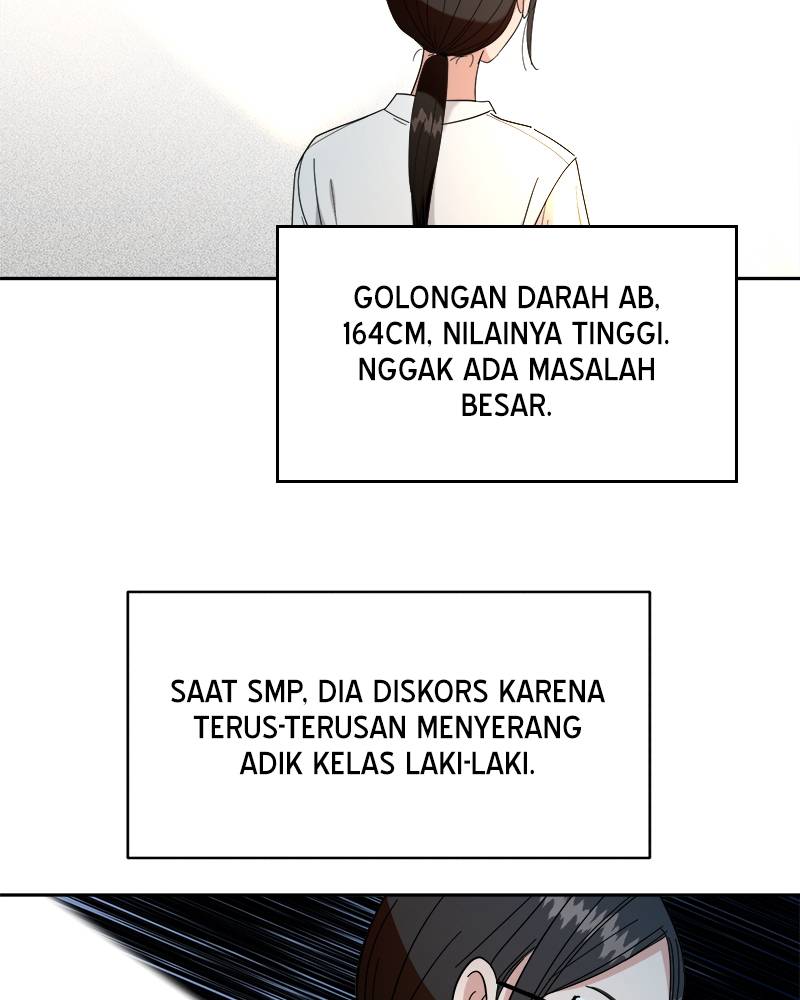 GOLONGAN DARAH AB,
164CM, NILAINYA TINGGI.
NGGAK ADA MASALAH
BESAR.
SAAT SMP, DIA DISKORS KARENA
TERUS-TERUSAN MENYERANG
ADIK KELAS LAKI-LAKI.